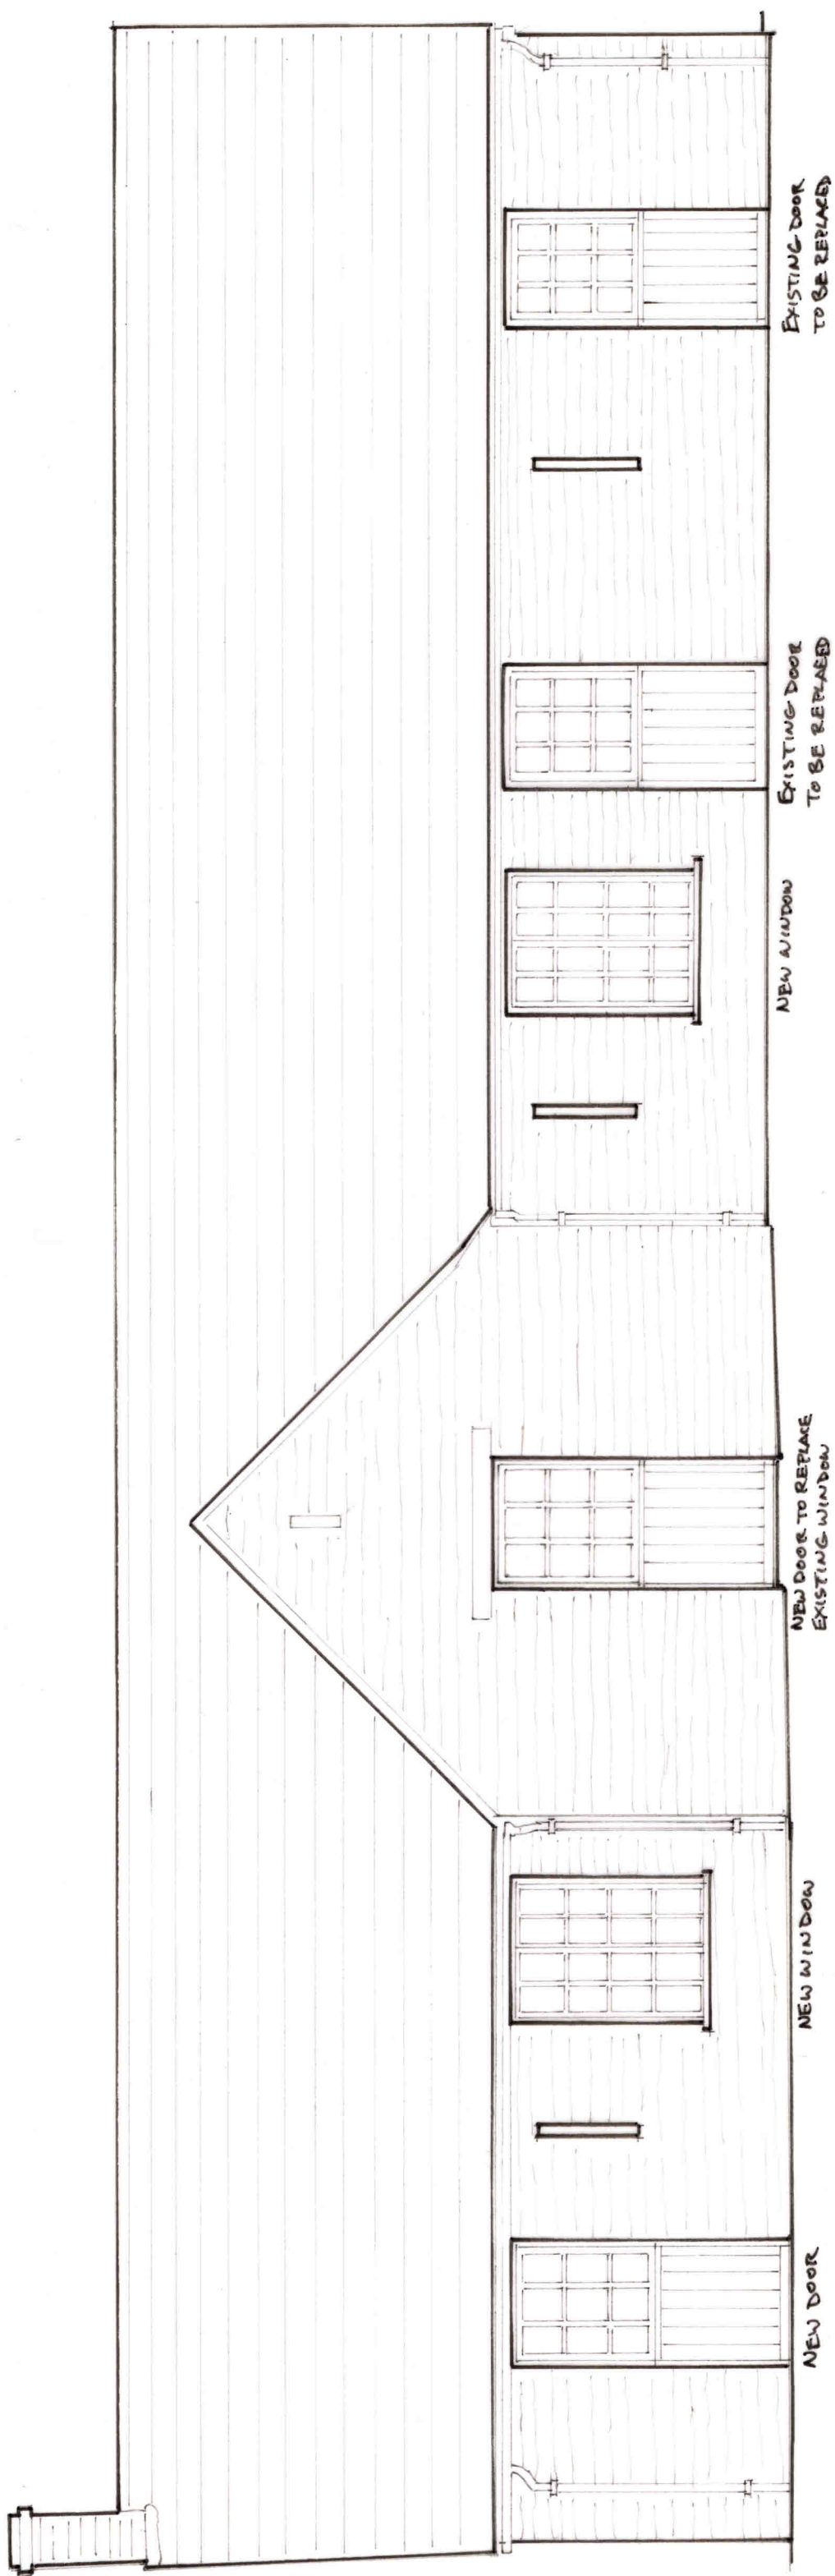 NEW DOOR
NEW WINDOW
NEW DOOR TO REPLACE
EXISTING WINDOW
NEW WINDOW
EXISTING DOOR
TO BE REPLACED
EXISTING DOOR
TO BE REPLACED